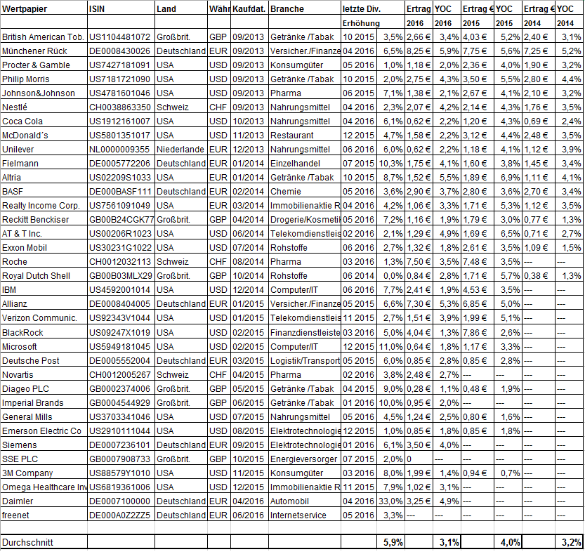 Wertpapier ISIN Land Währ Kaufdat. Branche letzte Div. Ertrag € YOC Ertrag € YOC Ertrag € YOC
Erhöhung 2016 2016 2015 2015 2014 2014
British American Tob. US1104481072 Großbrit. GBP 09/2013 Getränke /Tabak 10 2015 3,5% 2,66 € 3,4% 4,03 € 5,2% 2,40 € 3,1%
Münchener Rück DE0008430026 Deutschland EUR 09/2013 Versicher./Finanze 04 2016 6,5% 8,25 € 5,9% 7,75 € 5,6% 7,25 € 5,2%
Procter & Gamble US7427181091 USA USD 09/2013 Konsumgüter 05 2016 1,0% 1,18 € 2,0% 2,36 € 4,0% 1,90 € 3,2%
Philip Morris US7181721090 USA USD 09/2013 Getränke /Tabak 10 2015 2,0% 2,75 € 4,3% 3,50 € 5,5% 2,80 € 4,4%
Johnson&Johnson US4781601046 USA USD 09/2013 Pharma 06 2016 7,1% 1,38 € 2,1% 2,67 € 4,1% 2,10 € 3,2%
Nestlé CH0038863350 Schweiz CHF 09/2013 Nahrungsmittel 04 2016 2,3% 2,07 € 4,2% 2,14 € 4,3% 1,76 € 3,5%
Coca Cola US1912161007 USA USD 10/2013 Nahrungsmittel 04 2016 6,1% 0,62 € 2,2% 1,20 € 4,3% 0,69 € 2,4%
McDonald´s US5801351017 USA USD 11/2013 Restaurant 12 2015 4,7% 1,58 € 2,2% 3,12 € 4,4% 2,48 € 3,5%
Unilever NL0000009355 Niederlande EUR 12/2013 Nahrungsmittel 06 2016 6,0% 0,62 € 2,2% 1,18 € 4,1% 1,12 € 3,9%
Fielmann DE0005772206 Deutschland EUR 01/2014 Einzelhandel 07 2015 10,3% 1,75 € 4,1% 1,60 € 3,8% 1,45 € 3,4%
Altria US02209S1033 USA EUR 01/2014 Getränke /Tabak 10 2015 8,7% 1,52 € 5,5% 1,89 € 6,9% 1,11 € 4,1%
BASF DE000BASF111 Deutschland EUR 02/2014 Chemie 05 2016 3,6% 2,90 € 3,7% 2,80 € 3,6% 2,70 € 3,4%
Realty Income Corp. US7561091049 USA EUR 03/2014 Immobilienaktie R 04 2016 4,2% 1,06 € 3,3% 1,71 € 5,3% 1,12 € 3,5%
Reckitt Benckiser GB00B24CGK77 Großbrit. GBP 04/2014 Drogerie/Kosmetik 05 2016 7,2% 1,16 € 1,9% 1,79 € 3,0% 0,77 € 1,3%
AT & T Inc. US00206R1023 USA USD 06/2014 Telekomdienstleis 02 2016 2,1% 1,29 € 4,9% 1,65 € 6,5% 0,71 € 2,7%
Exxon Mobil US30231G1022 USA USD 07/2014 Rohstoffe 06 2016 2,7% 1,32 € 1,8% 2,61 € 3,5% 1,09 € 1,5%
Roche CH0012032113 Schweiz CHF 08/2014 Pharma 03 2016 1,3% 7,50 € 3,5% 7,48 € 3,5% --- ---
Royal Dutch Shell GB00B03MLX29 Großbrit. GBP 10/2014 Rohstoffe 06 2014 0,0% 0,84 € 2,8% 1,71 € 5,7% 0,38 € 1,3%
IBM US4592001014 USA USD 12/2014 Computer/IT 06 2016 7,7% 2,41 € 1,9% 4,53 € 3,5% --- ---
Allianz DE0008404005 Deutschland EUR 01/2015 Versicher./Finanze 05 2016 6,6% 7,30 € 5,3% 6,85 € 5,0% --- ---
Verizon Communic. US92343V1044 USA USD 01/2015 Telekomdienstleis 11 2015 2,7% 1,51 € 3,9% 1,99 € 5,1% --- ---
BlackRock US09247X1019 USA USD 02/2015 Finanzdienstleiste 03 2016 5,0% 4,04 € 1,3% 7,86 € 2,6% --- ---
Microsoft US5949181045 USA USD 02/2015 Computer/IT 12 2015 11,0% 0,64 € 1,8% 1,17 € 3,3% --- ---
Deutsche Post DE0005552004 Deutschland EUR 03/2015 Logistik/Transport 05 2016 0,0% 0,85 € 2,8% 0,85 € 2,8% --- ---
Novartis CH0012005267 Schweiz CHF 04/2015 Pharma 02 2016 3,8% 2,48 € 2,7% --- --- --- ---
Diageo PLC GB0002374006 Großbrit. GBP 06/2015 Getränke /Tabak 04 2015 9,0% 0,28 € 1,1% 0,48 € 1,9% --- ---
Imperial Brands GB0004544929 Großbrit. GBP 06/2015 Getränke /Tabak 01 2016 10,0% 0,95 € 2,0% --- --- --- ---
General Mills US3703341046 USA USD 07/2015 Nahrungsmittel 05 2016 4,5% 1,24 € 2,5% 0,80 € 1,6% --- ---
Emerson Electric Co US2910111044 USA USD 08/2015 Elektrotechnologie 12 2015 1,0% 0,85 € 1,8% 0,85 € 1,8% --- ---
Siemens DE0007236101 Deutschland EUR 09/2015 Elektrotechnologie 01 2016 6,1% 3,50 € 4,0% --- --- --- ---
SSE PLC GB0007908733 Großbrit. GBP 10/2015 Energieversorger 07 2015 2,0% 0 --- --- --- --- ---
3M Company US88579Y1010 USA USD 11/2015 Konsumgüter 03 2016 8,0% 1,99 € 1,4% 0,94 € 0,7% --- ---
Omega Healthcare Inv US6819361006 USA USD 12/2015 Immobilienaktie R 11 2015 7,9% 1,02 € 3,1% --- --- --- ---
Daimler DE0007100000 Deutschland EUR 04/2016 Automobil 04 2016 33,0% 3,25 € 4,9% --- --- --- ---
freenet DE000A0Z2ZZ5 Deutschland EUR 06/2016 Internetservice 05 2016 3,3% --- --- --- --- --- ---
Durchschnitt 5,9% 3,1% 4,0% 3,2%